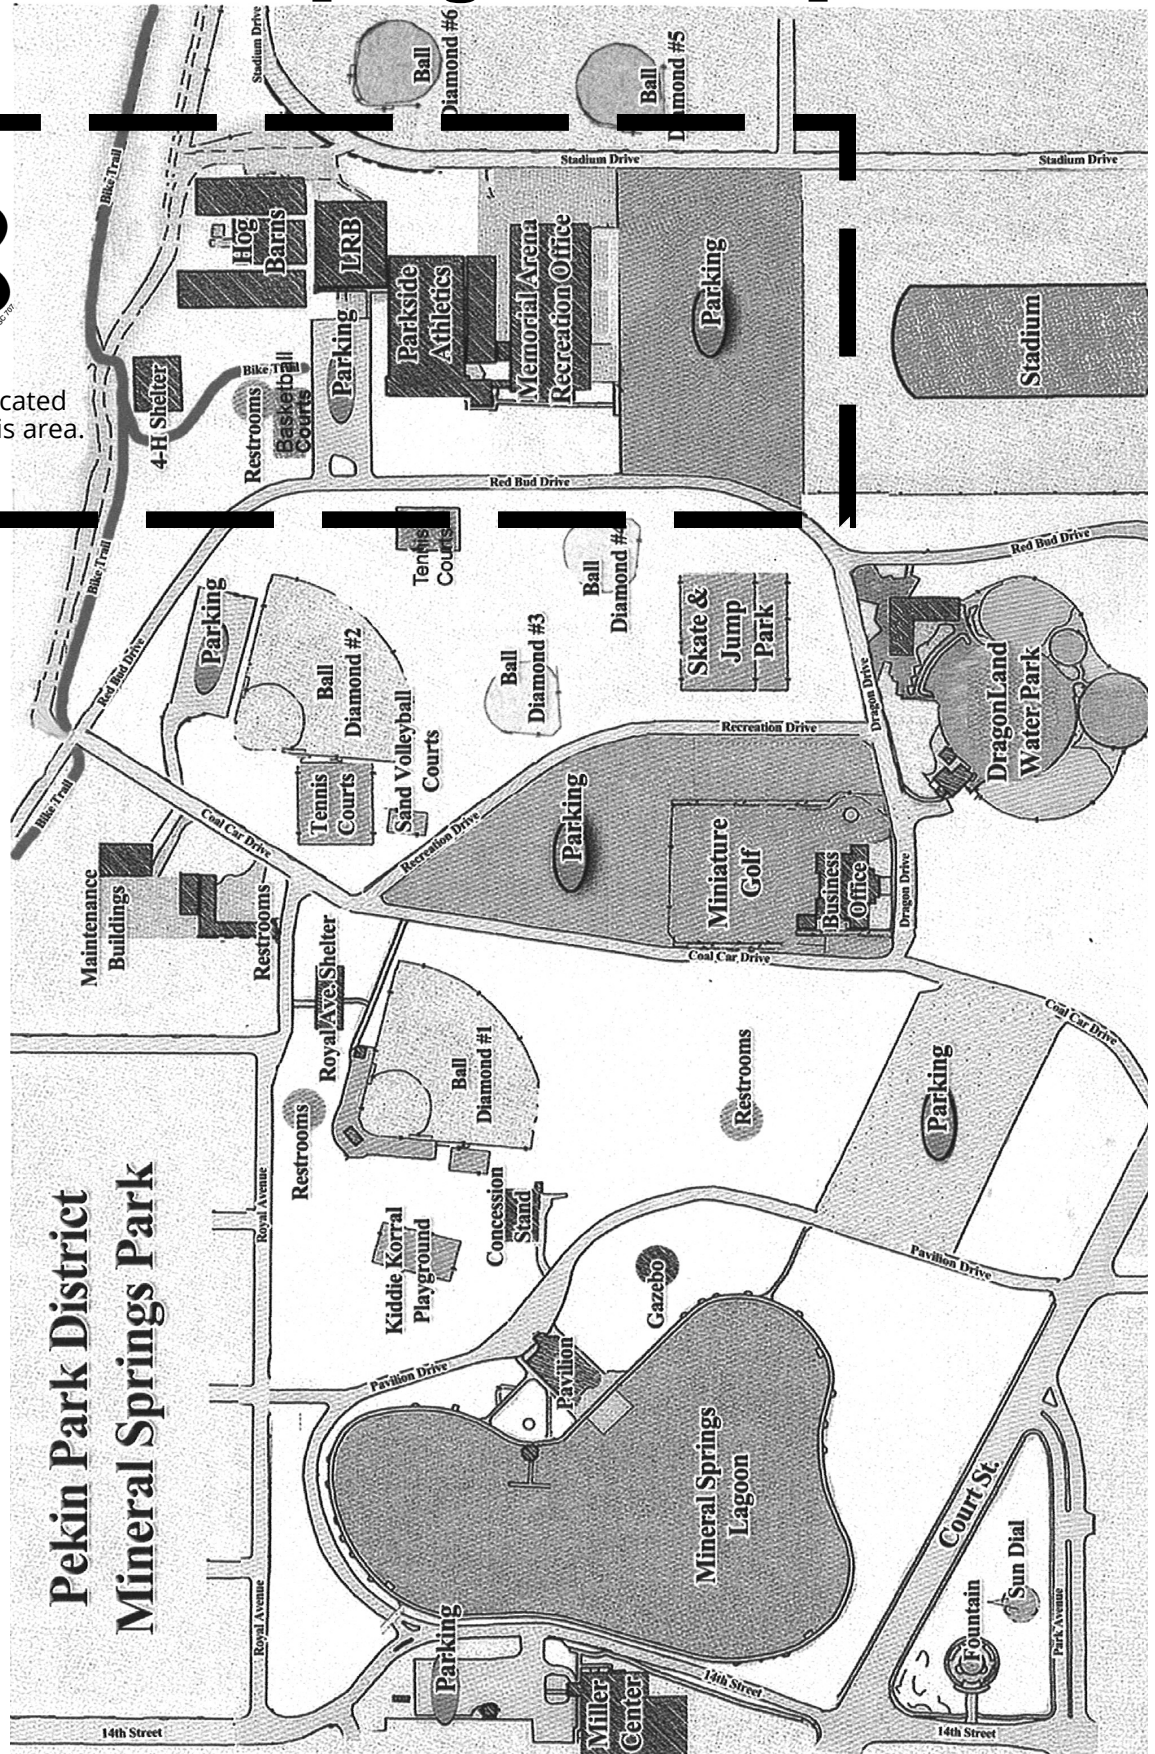 Pekin Park District
Mineral Springs Park
Bike Trail
Stadium Drive
Ball
Diamond #6
Ball
Diamond #5
Stadium Drive
Stadium Drive
Hog
Barns
LRB
Parkside
Athletics
Memorial Arena
Recreation Office
Parking
Stadium
Parking
Bike Trail
4-H Shelter
Restrooms
Basketball
Courts
cated
is area.
Red Bud Drive
Red Bud Drive
Bike Trail
Tennis
Courts
Ball
Diamond #4
Skate &
Jump
Park
Parking
Ball
Diamond #2
Ball
Diamond #3
Red Bud Drive
Dragon Drive
DragonLand
Water Park
Recreation Drive
Sand Volleyball
Courts
Tennis
Courts
Bike Trail
Coal Car Drive
Recreation Drive
Parking
Miniature
Golf
Business
Office
Dragon Drive
Maintenance
Buildings
Restrooms
Royal Ave. Shelter
Coal Car Drive
Coal Car Drive
Ball
Diamond #1
Restrooms
Restrooms
Parking
Royal Avenue
Concession
Stand
Kiddie Korral
Playground
Gazebo
Pavilion Drive
Pavilion Drive
Pavilion
Mineral Springs
Lagoon
Court St.
Sun Dial
Fountain
Park Avenue
Royal Avenue
Parking
Miller
Center
14th Street
14th Street
14th Street